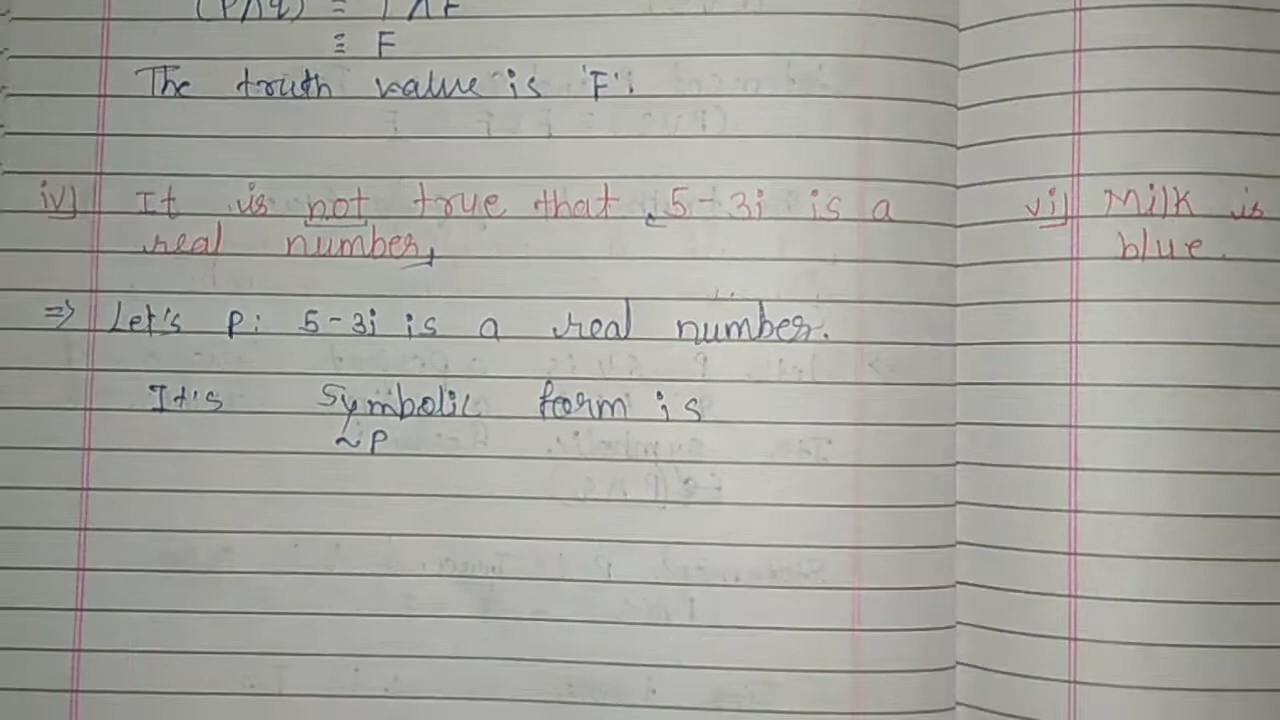 (p∧q) ≡ T∧F
≡ F
The truth value is 'F'.
iv) It is not true that 5-3i is a
real number,
⇒ Let's p: 5-3i is a real number.
It's symbolic form is
~p
vi) Milk is
blue.